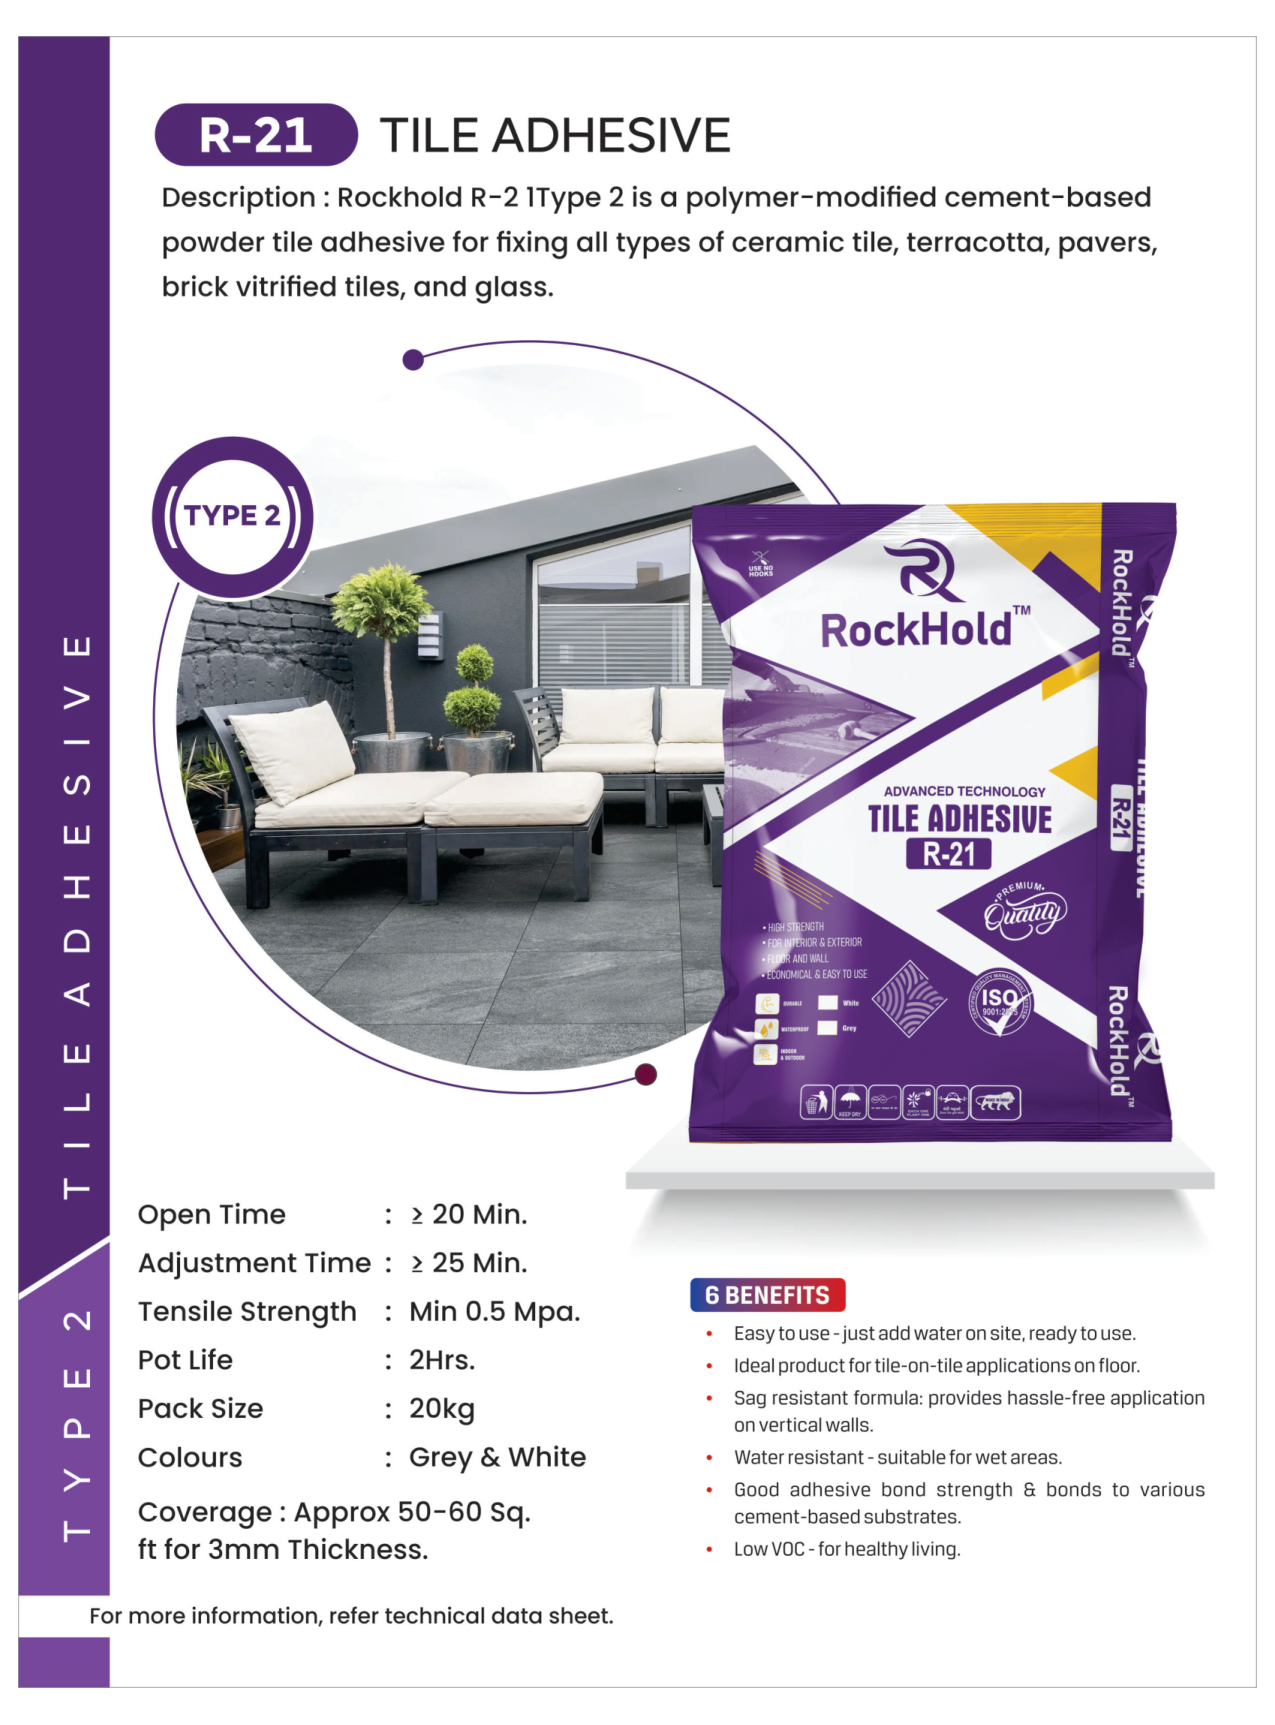 R-21 TILE ADHESIVE
Description : Rockhold R-2 1Type 2 is a polymer-modified cement-based
powder tile adhesive for fixing all types of ceramic tile, terracotta, pavers,
brick vitrified tiles, and glass.
TYPE 2
USE NO
HOOKS
RockHold™
ADVANCED TECHNOLOGY
TILE ADHESIVE
R-21
PREMIUM
Quality
• HIGH STRENGTH
• FOR INTERIOR & EXTERIOR
• FLOOR AND WALL
• ECONOMICAL & EASY TO USE
DURABLE
White
WATERPROOF
Grey
INDOOR
& OUTDOOR
ISO
KEEP DRY
RockHold™
R-21
TILE ADHESIVE
RockHold™
TYPE 2 TILE ADHESIVE
Open Time : ≥ 20 Min.
Adjustment Time : ≥ 25 Min.
Tensile Strength : Min 0.5 Mpa.
Pot Life : 2Hrs.
Pack Size : 20kg
Colours : Grey & White
Coverage : Approx 50-60 Sq.
ft for 3mm Thickness.
6 BENEFITS
• Easy to use - just add water on site, ready to use.
• Ideal product for tile-on-tile applications on floor.
• Sag resistant formula: provides hassle-free application
on vertical walls.
• Water resistant - suitable for wet areas.
• Good adhesive bond strength & bonds to various
cement-based substrates.
• Low VOC - for healthy living.
For more information, refer technical data sheet.